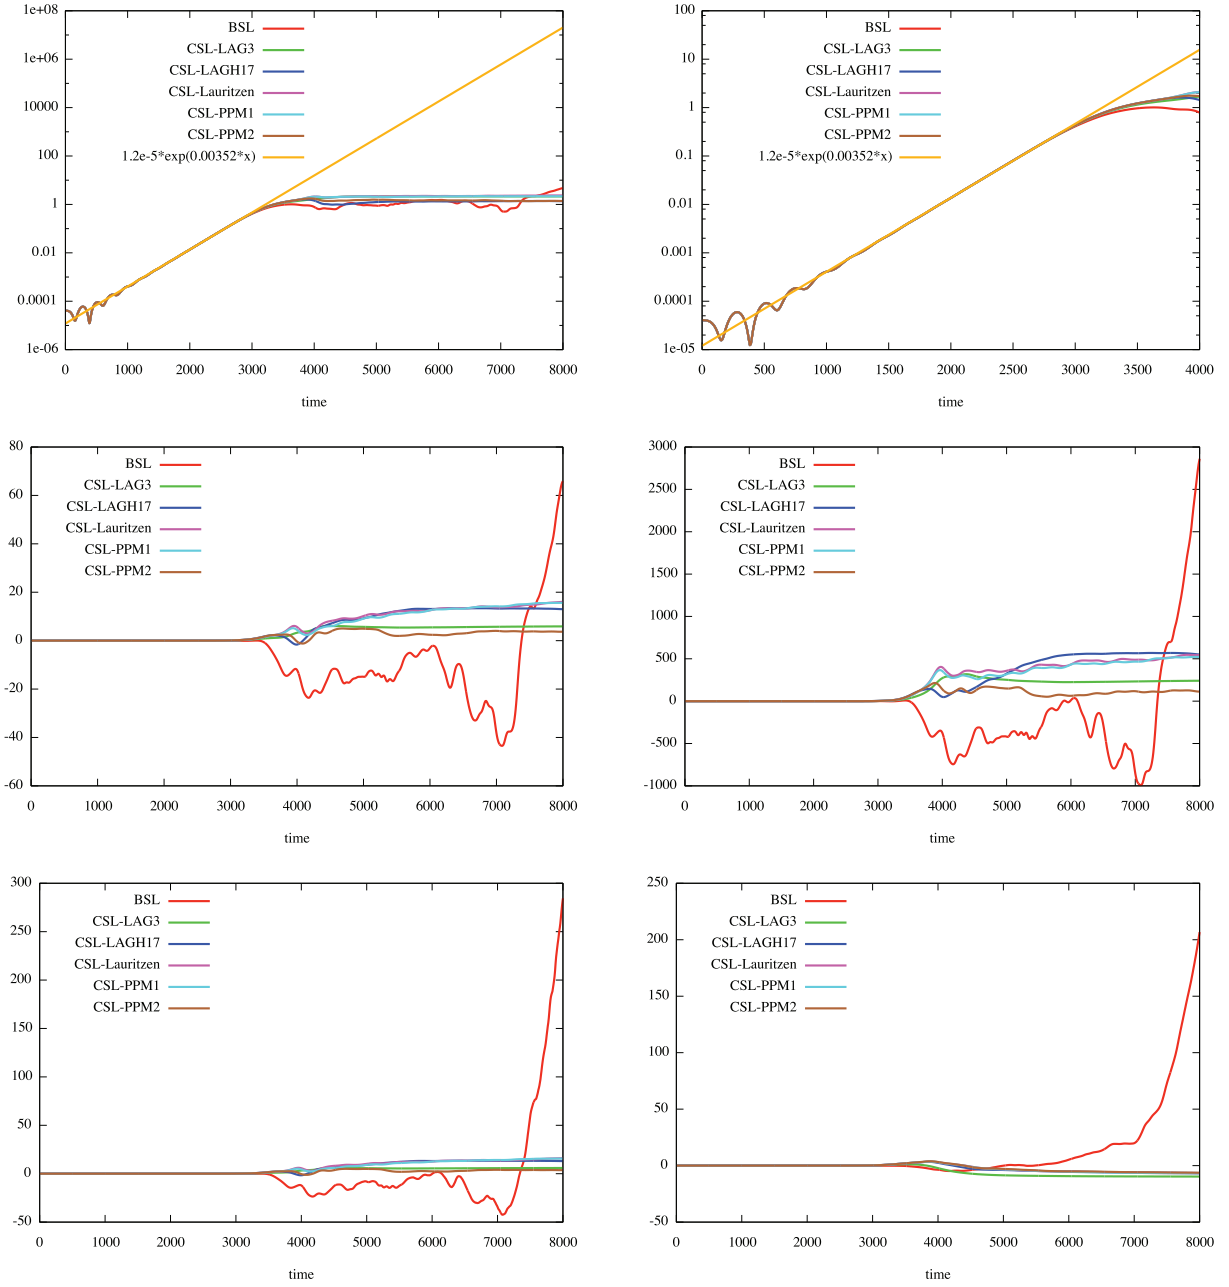 1e+08
1e+06
10000
100
1
0.01
0.0001
1e-06
BSL
CSL-LAG3
CSL-LAGH17
CSL-Lauritzen
CSL-PPM1
CSL-PPM2
1.2e-5*exp(0.00352*x)
0 1000 2000 3000 4000 5000 6000 7000 8000
time
100
10
1
0.1
0.01
0.001
0.0001
1e-05
BSL
CSL-LAG3
CSL-LAGH17
CSL-Lauritzen
CSL-PPM1
CSL-PPM2
1.2e-5*exp(0.00352*x)
0 500 1000 1500 2000 2500 3000 3500 4000
time
80
60
40
20
0
-20
-40
-60
BSL
CSL-LAG3
CSL-LAGH17
CSL-Lauritzen
CSL-PPM1
CSL-PPM2
0 1000 2000 3000 4000 5000 6000 7000 8000
time
3000
2500
2000
1500
1000
500
0
-500
-1000
BSL
CSL-LAG3
CSL-LAGH17
CSL-Lauritzen
CSL-PPM1
CSL-PPM2
0 1000 2000 3000 4000 5000 6000 7000 8000
time
300
250
200
150
100
50
0
-50
BSL
CSL-LAG3
CSL-LAGH17
CSL-Lauritzen
CSL-PPM1
CSL-PPM2
0 1000 2000 3000 4000 5000 6000 7000 8000
time
250
200
150
100
50
0
-50
BSL
CSL-LAG3
CSL-LAGH17
CSL-Lauritzen
CSL-PPM1
CSL-PPM2
0 1000 2000 3000 4000 5000 6000 7000 8000
time